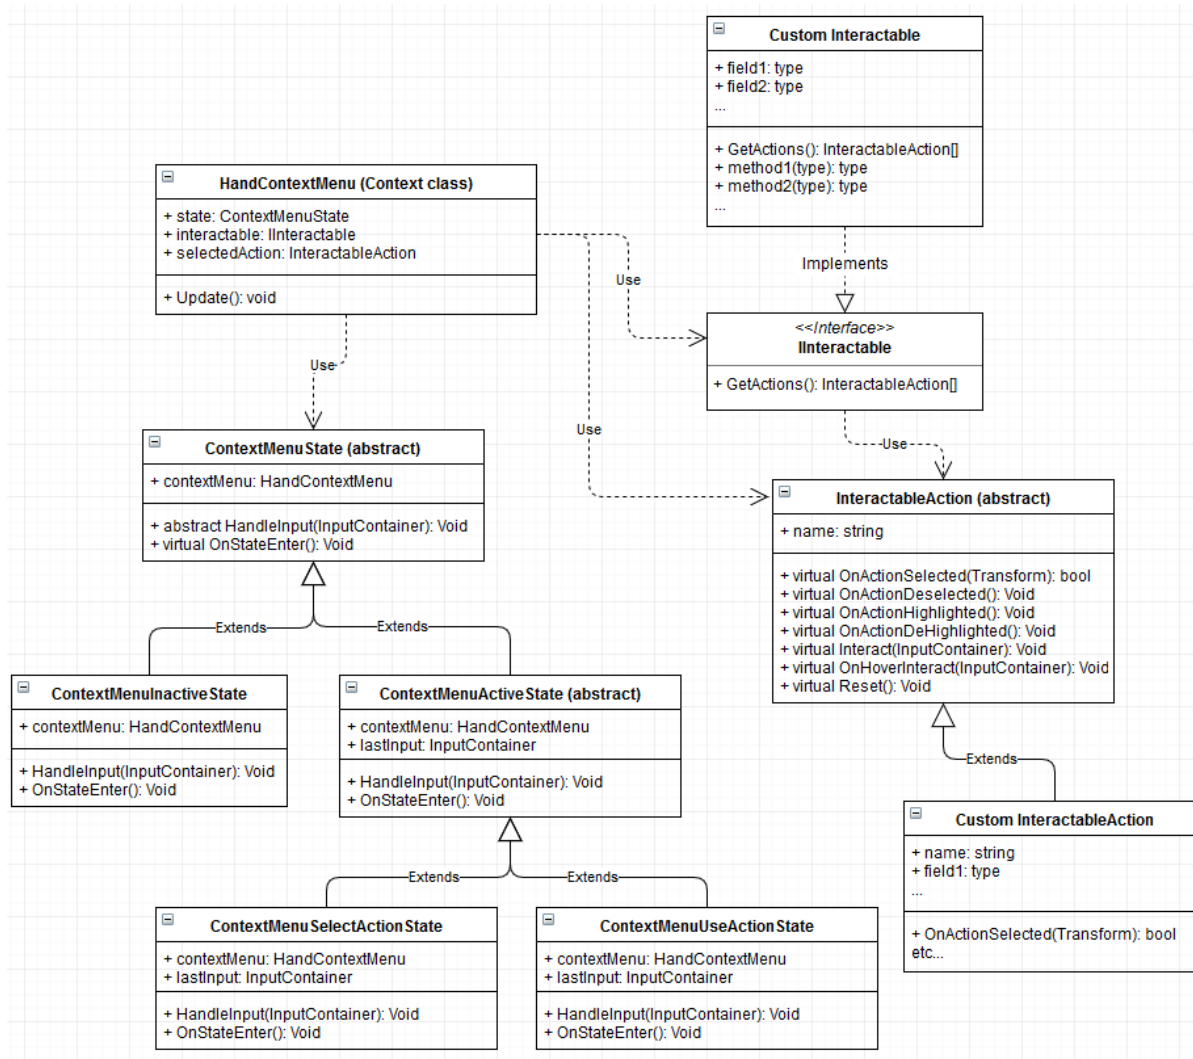 Custom Interactable
+ field1: type
+ field2: type
...
+ GetActions(): InteractableAction[]
+ method1(type): type
+ method2(type): type
...
HandContextMenu (Context class)
+ state: ContextMenuState
+ interactable: IInteractable
+ selectedAction: InteractableAction
+ Update(): void
Implements
Use
<<Interface>>
IInteractable
+ GetActions(): InteractableAction[]
Use
Use
Use
ContextMenuState (abstract)
+ contextMenu: HandContextMenu
+ abstract HandleInput(InputContainer): Void
+ virtual OnStateEnter(): Void
InteractableAction (abstract)
+ name: string
+ virtual OnActionSelected(Transform): bool
+ virtual OnActionDeselected(): Void
+ virtual OnActionHighlighted(): Void
+ virtual OnActionDeHighlighted(): Void
+ virtual Interact(InputContainer): Void
+ virtual OnHoverInteract(InputContainer): Void
+ virtual Reset(): Void
Extends
Extends
ContextMenuInactiveState
+ contextMenu: HandContextMenu
+ HandleInput(InputContainer): Void
+ OnStateEnter(): Void
ContextMenuActiveState (abstract)
+ contextMenu: HandContextMenu
+ lastInput: InputContainer
+ HandleInput(InputContainer): Void
+ OnStateEnter(): Void
Extends
Custom InteractableAction
+ name: string
+ field1: type
...
+ OnActionSelected(Transform): bool
etc...
Extends
Extends
ContextMenuSelectActionState
+ contextMenu: HandContextMenu
+ lastInput: InputContainer
+ HandleInput(InputContainer): Void
+ OnStateEnter(): Void
ContextMenuUseActionState
+ contextMenu: HandContextMenu
+ lastInput: InputContainer
+ HandleInput(InputContainer): Void
+ OnStateEnter(): Void